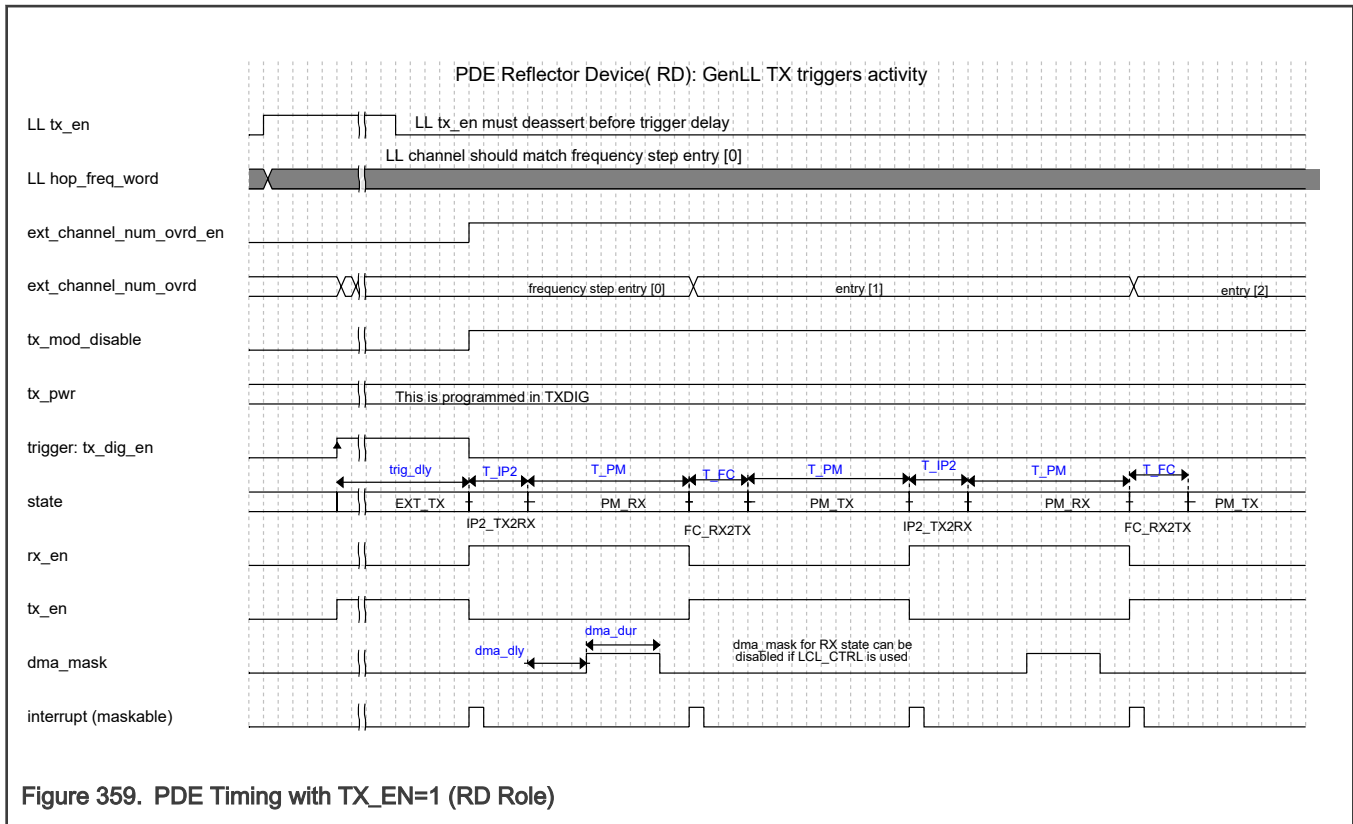 PDE Reflector Device( RD): GenLL TX triggers activity
LL tx_en
LL tx_en must deassert before trigger delay
LL channel should match frequency step entry [0]
LL hop_freq_word
ext_channel_num_ovrd_en
ext_channel_num_ovrd
frequency step entry [0]
entry [1]
entry [2]
tx_mod_disable
tx_pwr
This is programmed in TXDIG
trigger: tx_dig_en
trig_dly
T_IP2
T_PM
T_FC
T_PM
T_IP2
T_PM
T_FC
state
EXT_TX
PM_RX
PM_TX
PM_RX
PM_TX
IP2_TX2RX
FC_RX2TX
IP2_TX2RX
FC_RX2TX
rx_en
tx_en
dma_dur
dma_dly
dma_mask for RX state can be
disabled if LCL_CTRL is used
dma_mask
interrupt (maskable)
Figure 359. PDE Timing with TX_EN=1 (RD Role)